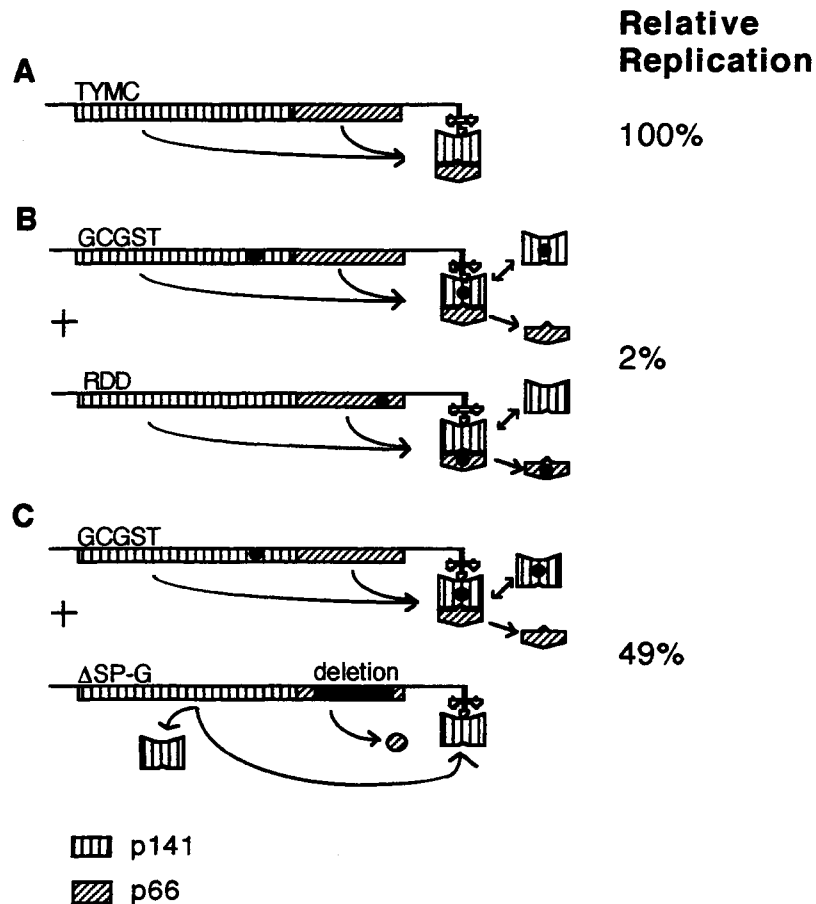 Relative
Replication
A
TYMC
100%
B
GCGST
+
2%
RDD
C
GCGST
+
49%
ΔSP-G deletion
p141
p66